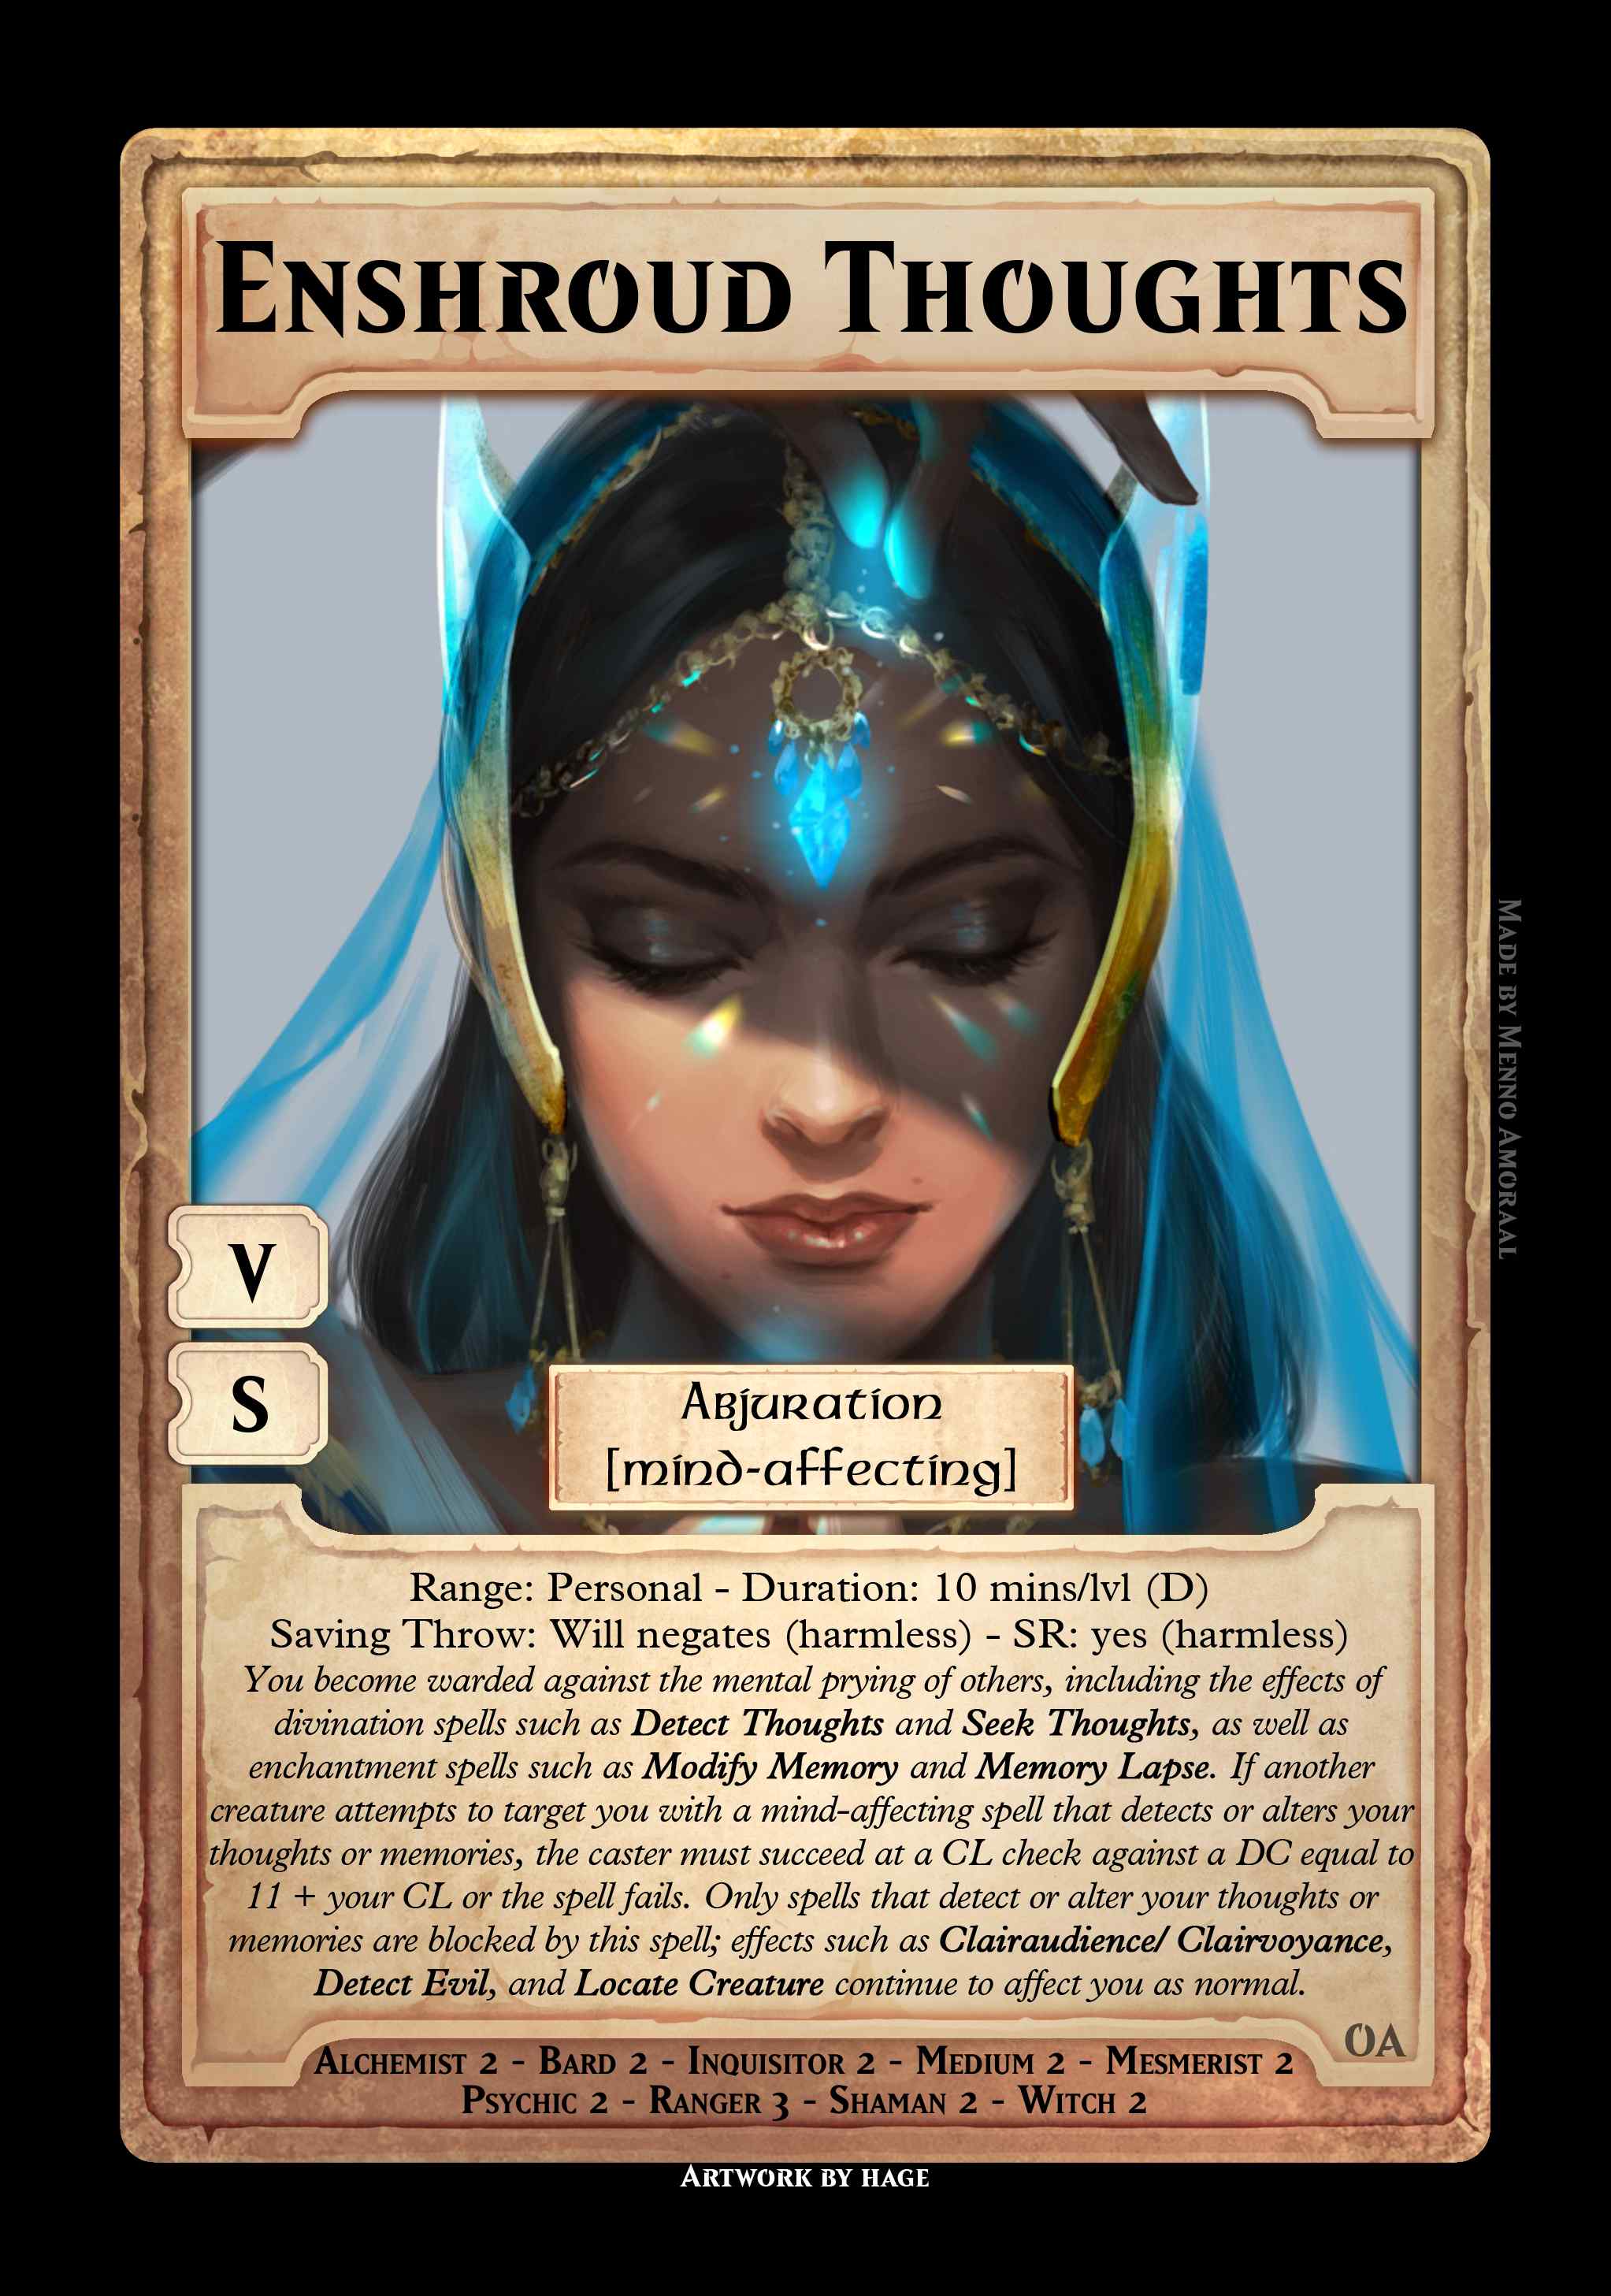 Enshroud Thoughts
V
S
Abjuration
[mind-affecting]
Range: Personal - Duration: 10 mins/lvl (D)
Saving Throw: Will negates (harmless) - SR: yes (harmless)
You become warded against the mental prying of others, including the effects of
divination spells such as Detect Thoughts and Seek Thoughts, as well as
enchantment spells such as Modify Memory and Memory Lapse. If another
creature attempts to target you with a mind-affecting spell that detects or alters your
thoughts or memories, the caster must succeed at a CL check against a DC equal to
11 + your CL or the spell fails. Only spells that detect or alter your thoughts or
memories are blocked by this spell; effects such as Clairaudience/ Clairvoyance,
Detect Evil, and Locate Creature continue to affect you as normal.
OA
Alchemist 2 - Bard 2 - Inquisitor 2 - Medium 2 - Mesmerist 2
Psychic 2 - Ranger 3 - Shaman 2 - Witch 2
Artwork by hage
Made by Menno Amoraal